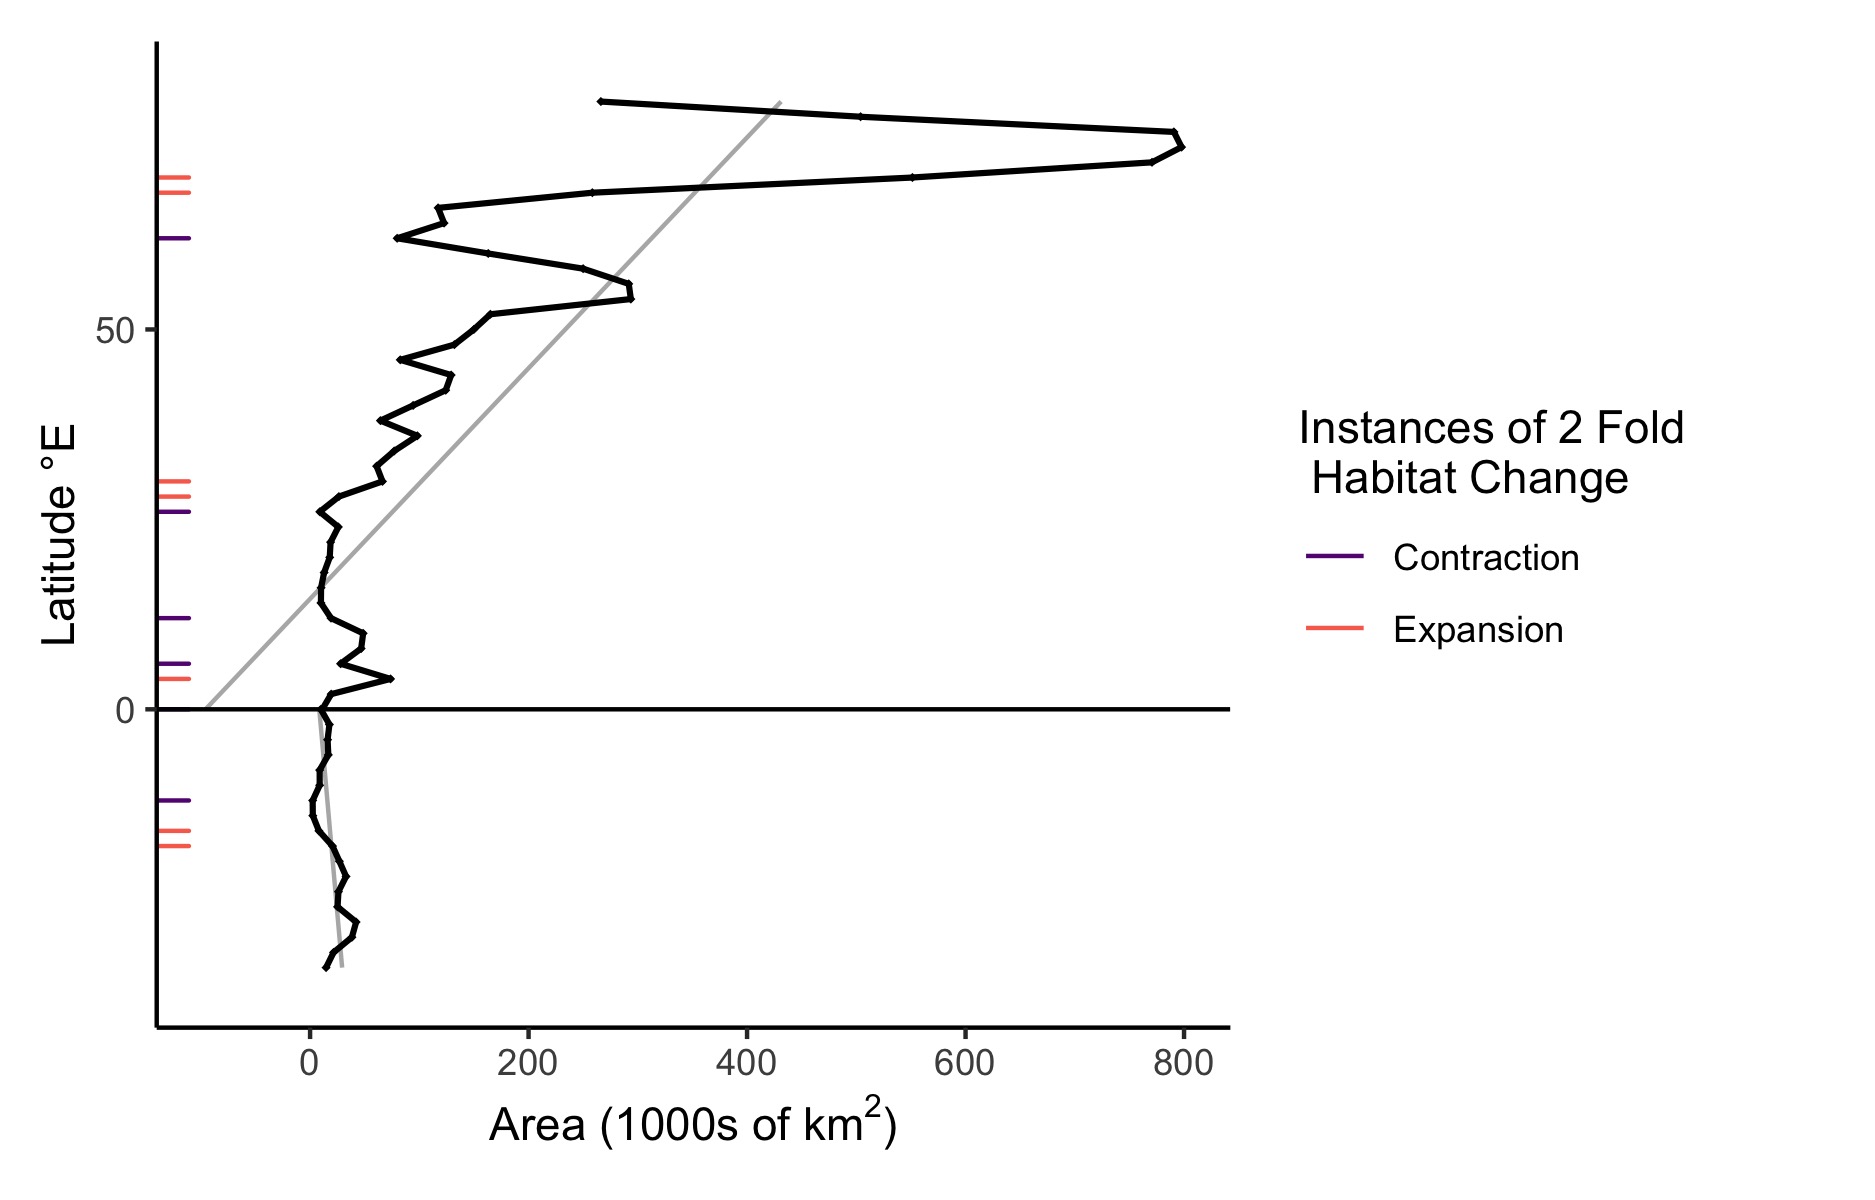 50
0
Latitude °E
0 200 400 600 800
Area (1000s of km²)
Instances of 2 Fold
Habitat Change
Contraction
Expansion